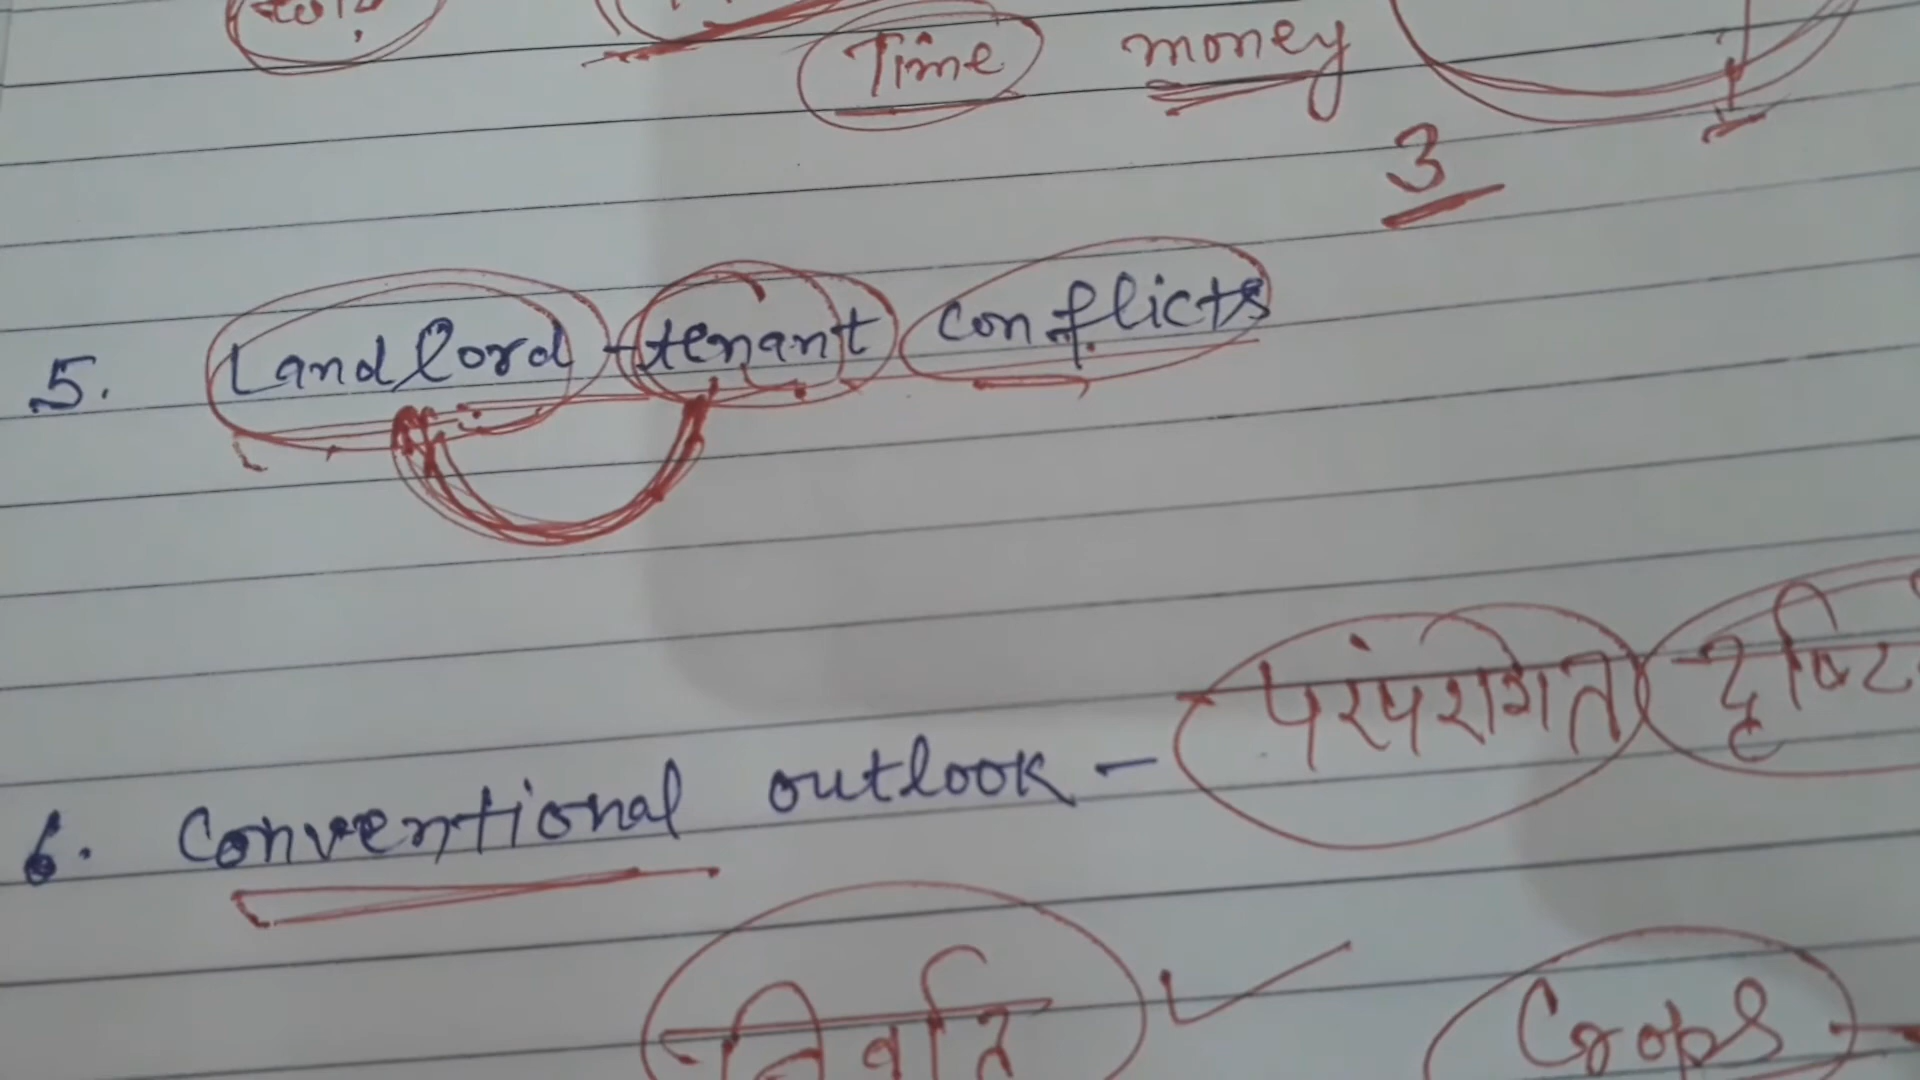 Time money
3
5. Landlord - tenant conflicts
6. Conventional outlook - परंपरागत
निर्वात Crops